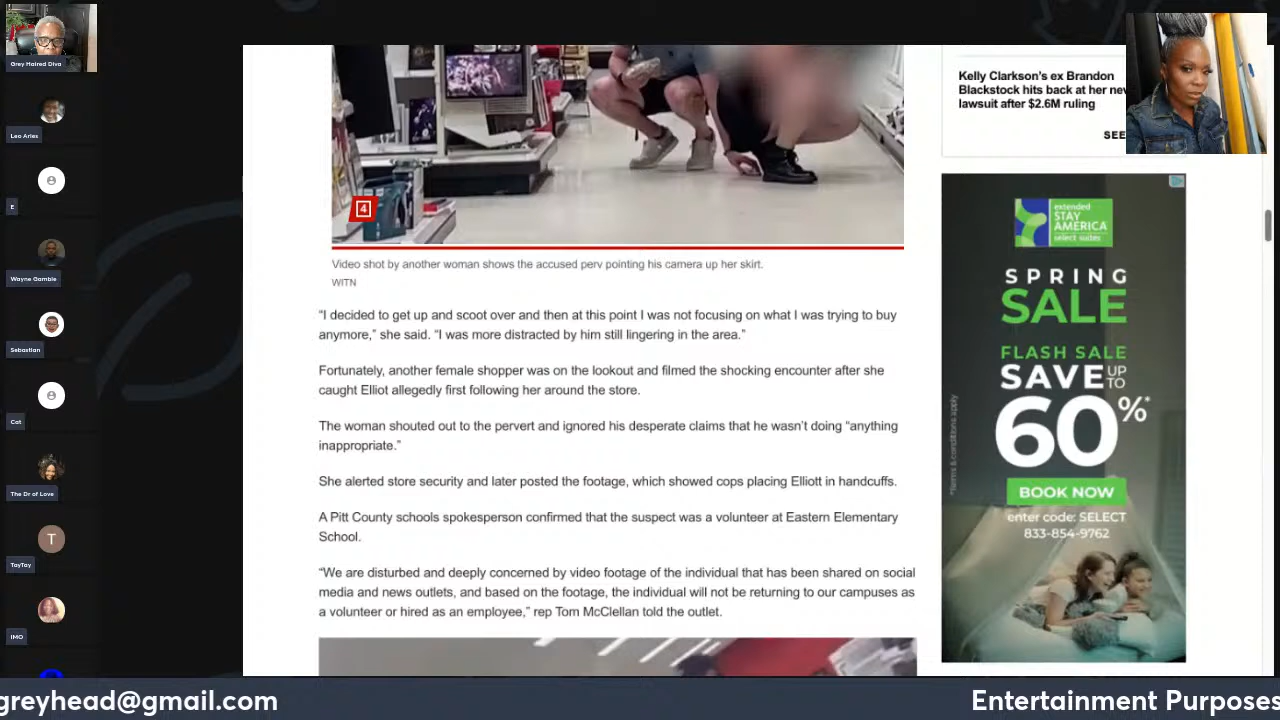 Grey Haired Diva
Leo Aries
E
Wayne Gamble
Sebastian
Cat
The Dr of Love
T
TayTay
IMO
4
Video shot by another woman shows the accused perv pointing his camera up her skirt.
WITN
“I decided to get up and scoot over and then at this point I was not focusing on what I was trying to buy
anymore,” she said. “I was more distracted by him still lingering in the area.”
Fortunately, another female shopper was on the lookout and filmed the shocking encounter after she
caught Elliot allegedly first following her around the store.
The woman shouted out to the pervert and ignored his desperate claims that he wasn’t doing “anything
inappropriate.”
She alerted store security and later posted the footage, which showed cops placing Elliott in handcuffs.
A Pitt County schools spokesperson confirmed that the suspect was a volunteer at Eastern Elementary
School.
“We are disturbed and deeply concerned by video footage of the individual that has been shared on social
media and news outlets, and based on the footage, the individual will not be returning to our campuses as
a volunteer or hired as an employee,” rep Tom McClellan told the outlet.
Kelly Clarkson’s ex Brandon
Blackstock hits back at her new
lawsuit after $2.6M ruling
SEE
extended
STAY
AMERICA
select suites
SPRING
SALE
FLASH SALE
SAVE UP TO
60%*
*Terms & conditions apply
BOOK NOW
enter code: SELECT
833-854-9762
greyhead@gmail.com
Entertainment Purposes